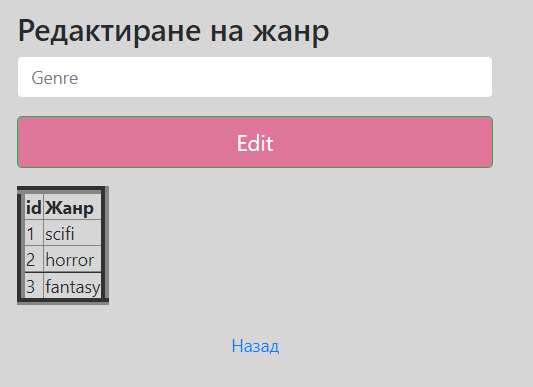 Редактиране на жанр
Genre
Edit
id Жанр
1 scifi
2 horror
3 fantasy
Назад